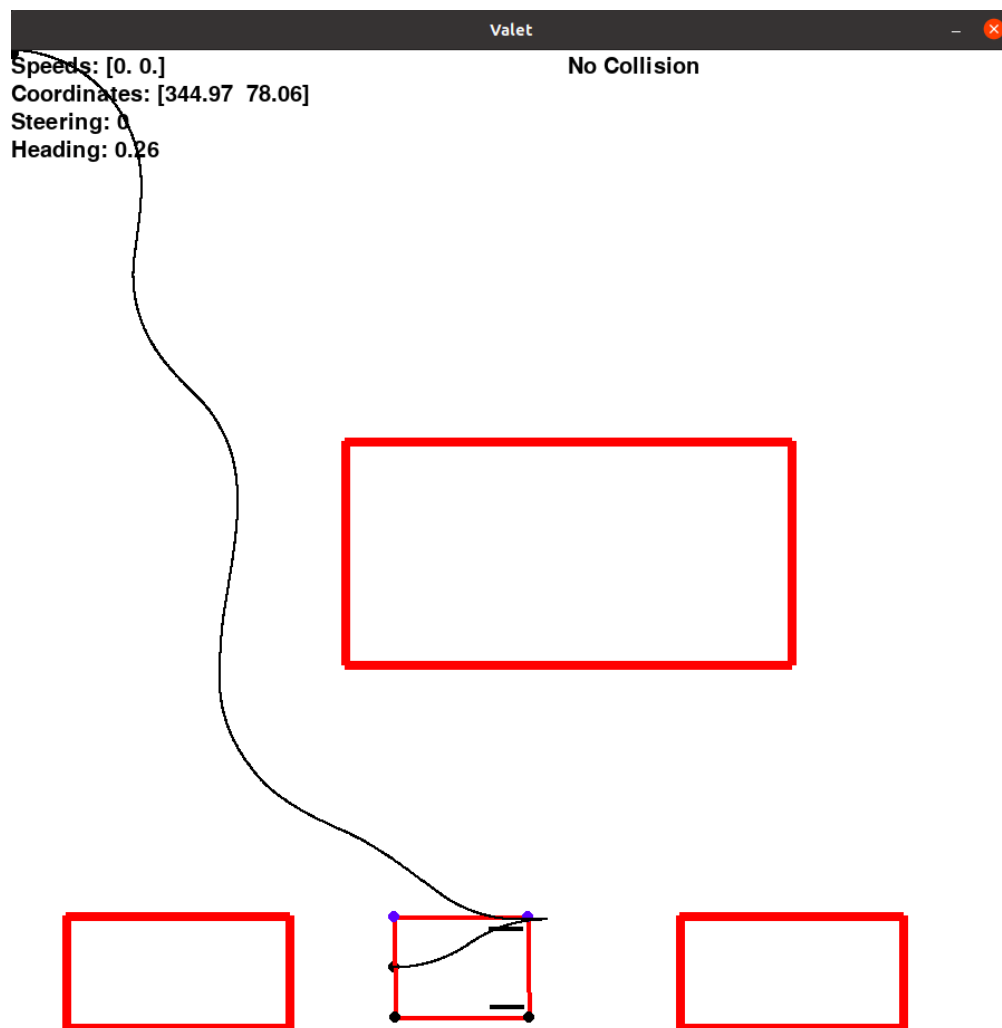 Valet
Speeds: [0. 0.]
No Collision
Coordinates: [344.97 78.06]
Steering: 0
Heading: 0.26